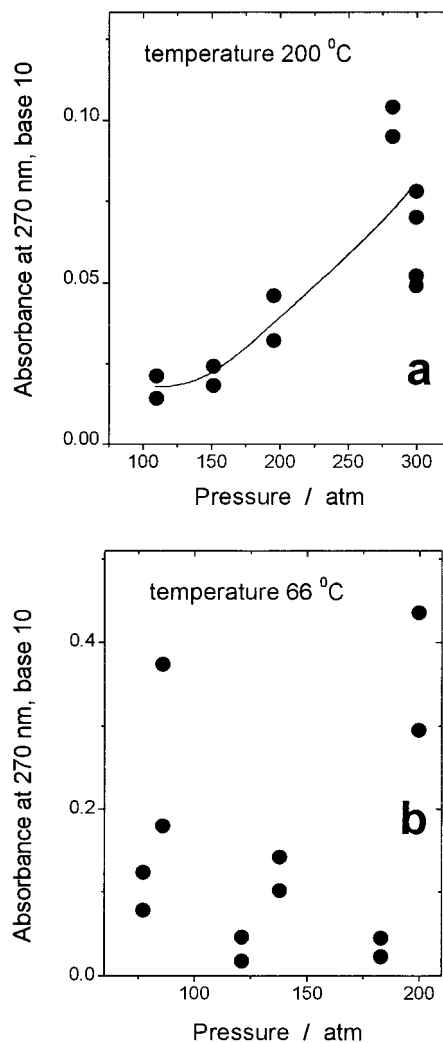 temperature 200 ⁰C
Absorbance at 270 nm, base 10
0.10
0.05
0.00
a
100 150 200 250 300
Pressure / atm
temperature 66 ⁰C
Absorbance at 270 nm, base 10
0.4
0.2
0.0
b
100 150 200
Pressure / atm